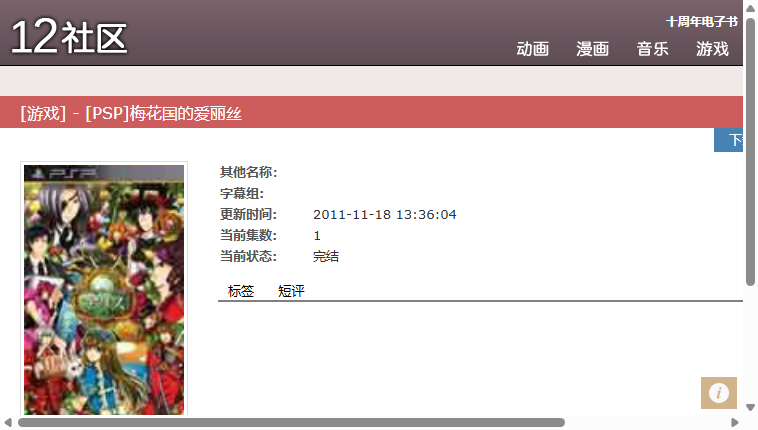 12社区
十周年电子书
动画 漫画 音乐 游戏
[游戏] - [PSP]梅花国的爱丽丝
下
其他名称:
字幕组:
更新时间: 2011-11-18 13:36:04
当前集数: 1
当前状态: 完结
标签 短评
PSP
アリス
i